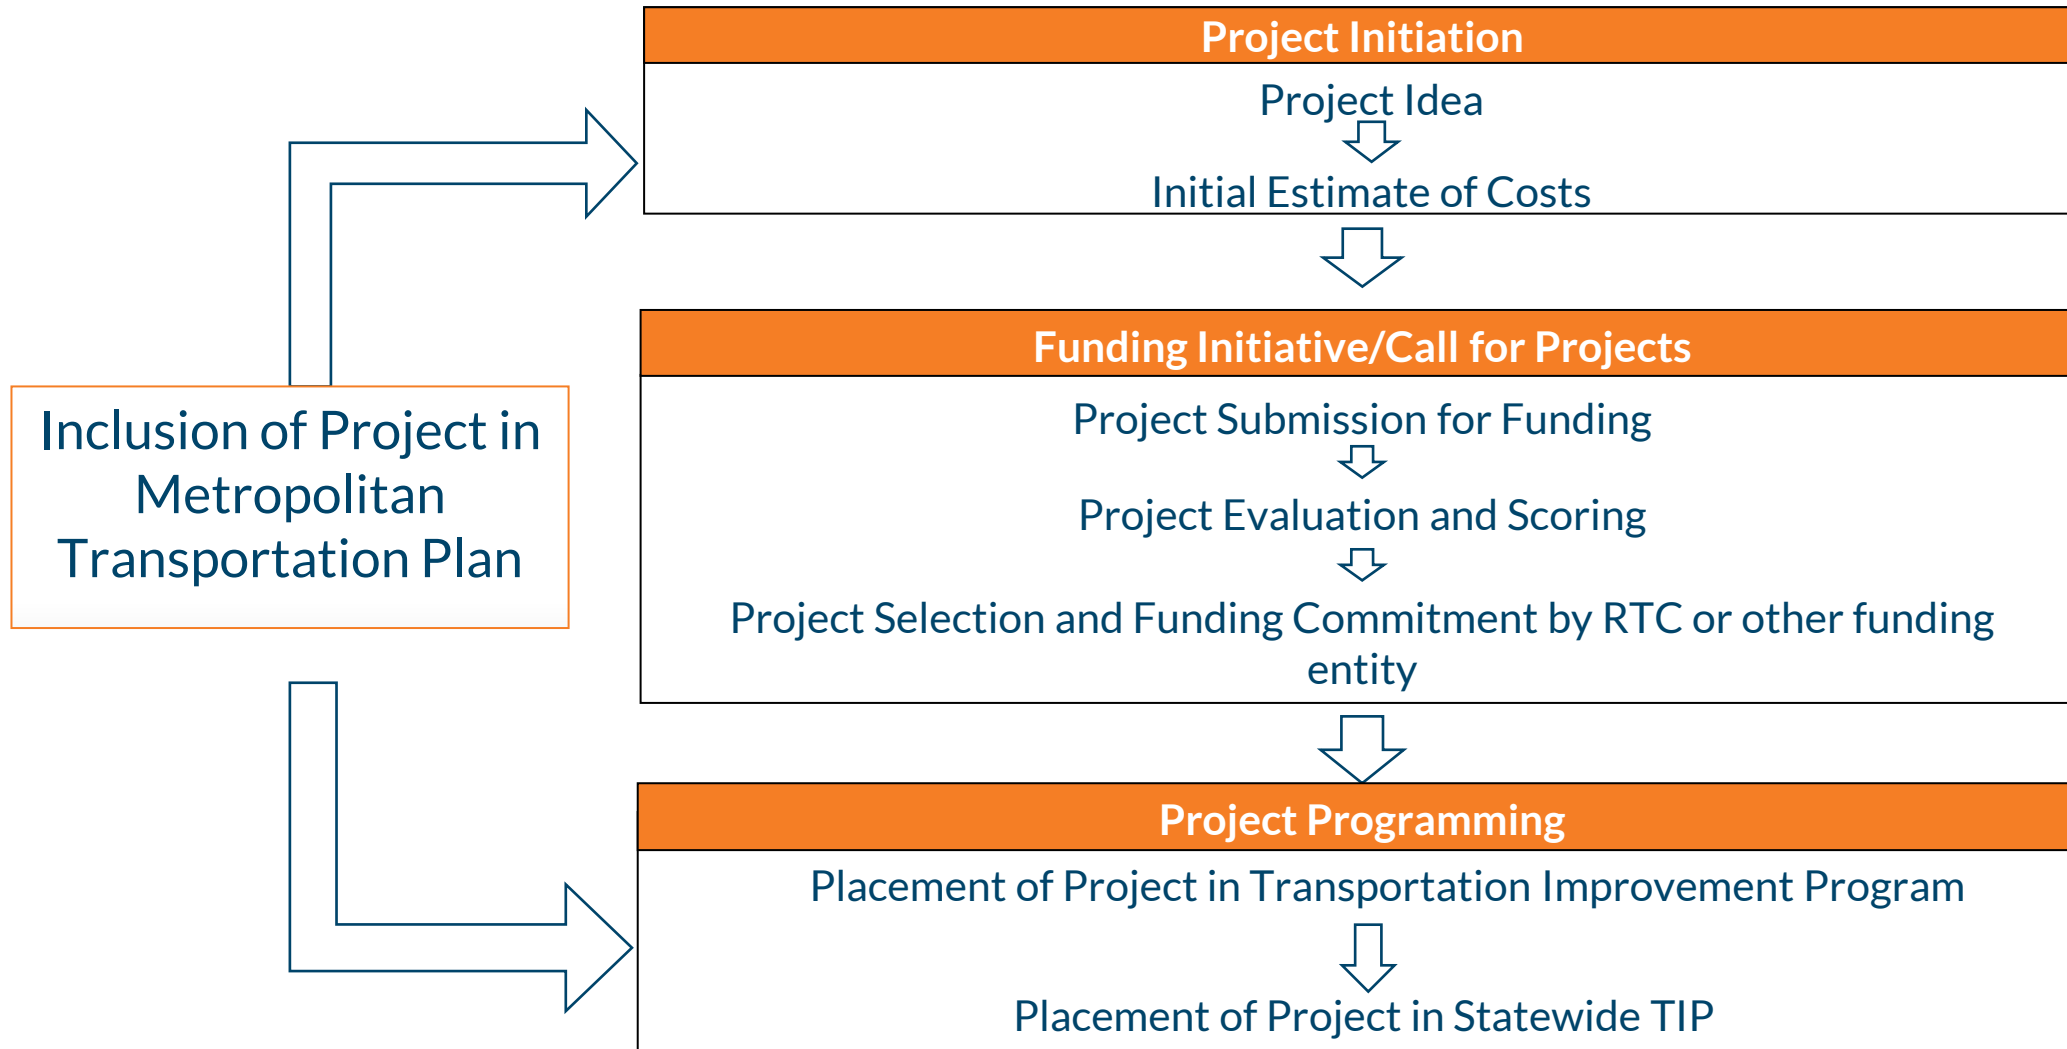 Project Initiation
Project Idea
Initial Estimate of Costs
Funding Initiative/Call for Projects
Project Submission for Funding
Project Evaluation and Scoring
Project Selection and Funding Commitment by RTC or other funding
entity
Inclusion of Project in
Metropolitan
Transportation Plan
Project Programming
Placement of Project in Transportation Improvement Program
Placement of Project in Statewide TIP